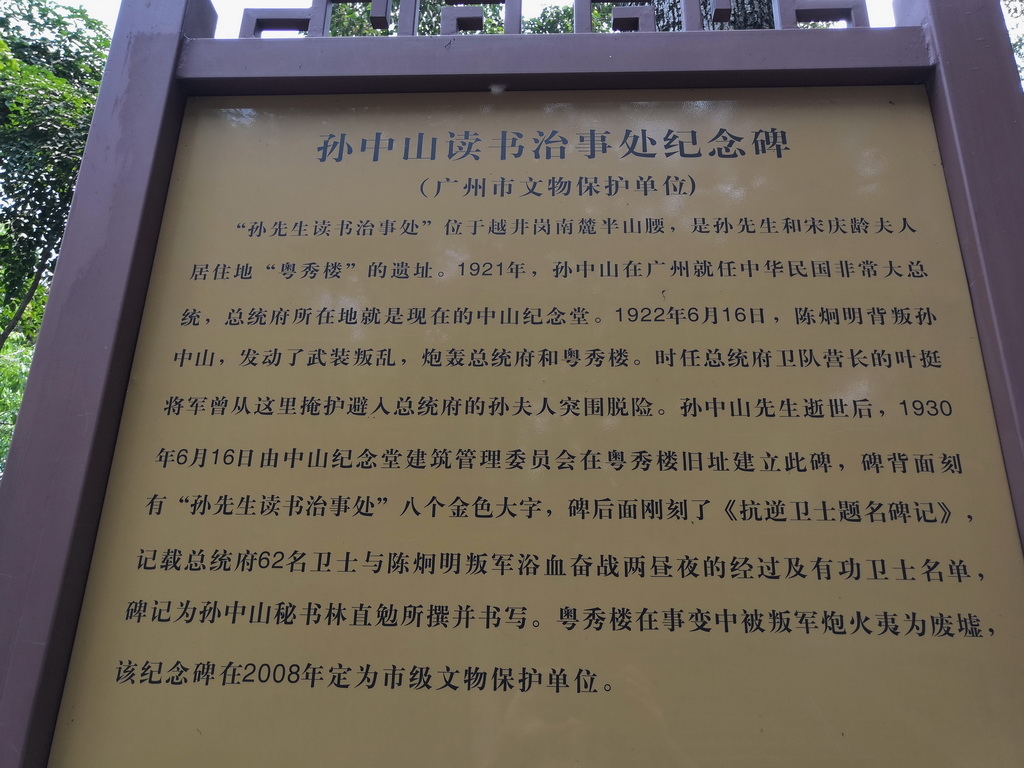 孙中山读书治事处纪念碑
（广州市文物保护单位）
“孙先生读书治事处”位于越井岗南麓半山腰，是孙先生和宋庆龄夫人
居住地“粤秀楼”的遗址。1921年，孙中山在广州就任中华民国非常大总
统，总统府所在地就是现在的中山纪念堂。1922年6月16日，陈炯明背叛孙
中山，发动了武装叛乱，炮轰总统府和粤秀楼。时任总统府卫队营长的叶挺
将军曾从这里掩护避入总统府的孙夫人突围脱险。孙中山先生逝世后，1930
年6月16日由中山纪念堂建筑管理委员会在粤秀楼旧址建立此碑，碑背面刻
有“孙先生读书治事处”八个金色大字，碑后面刚刻了《抗逆卫士题名碑记》，
记载总统府62名卫士与陈炯明叛军浴血奋战两昼夜的经过及有功卫士名单，
碑记为孙中山秘书林直勉所撰并书写。粤秀楼在事变中被叛军炮火夷为废墟，
该纪念碑在2008年定为市级文物保护单位。